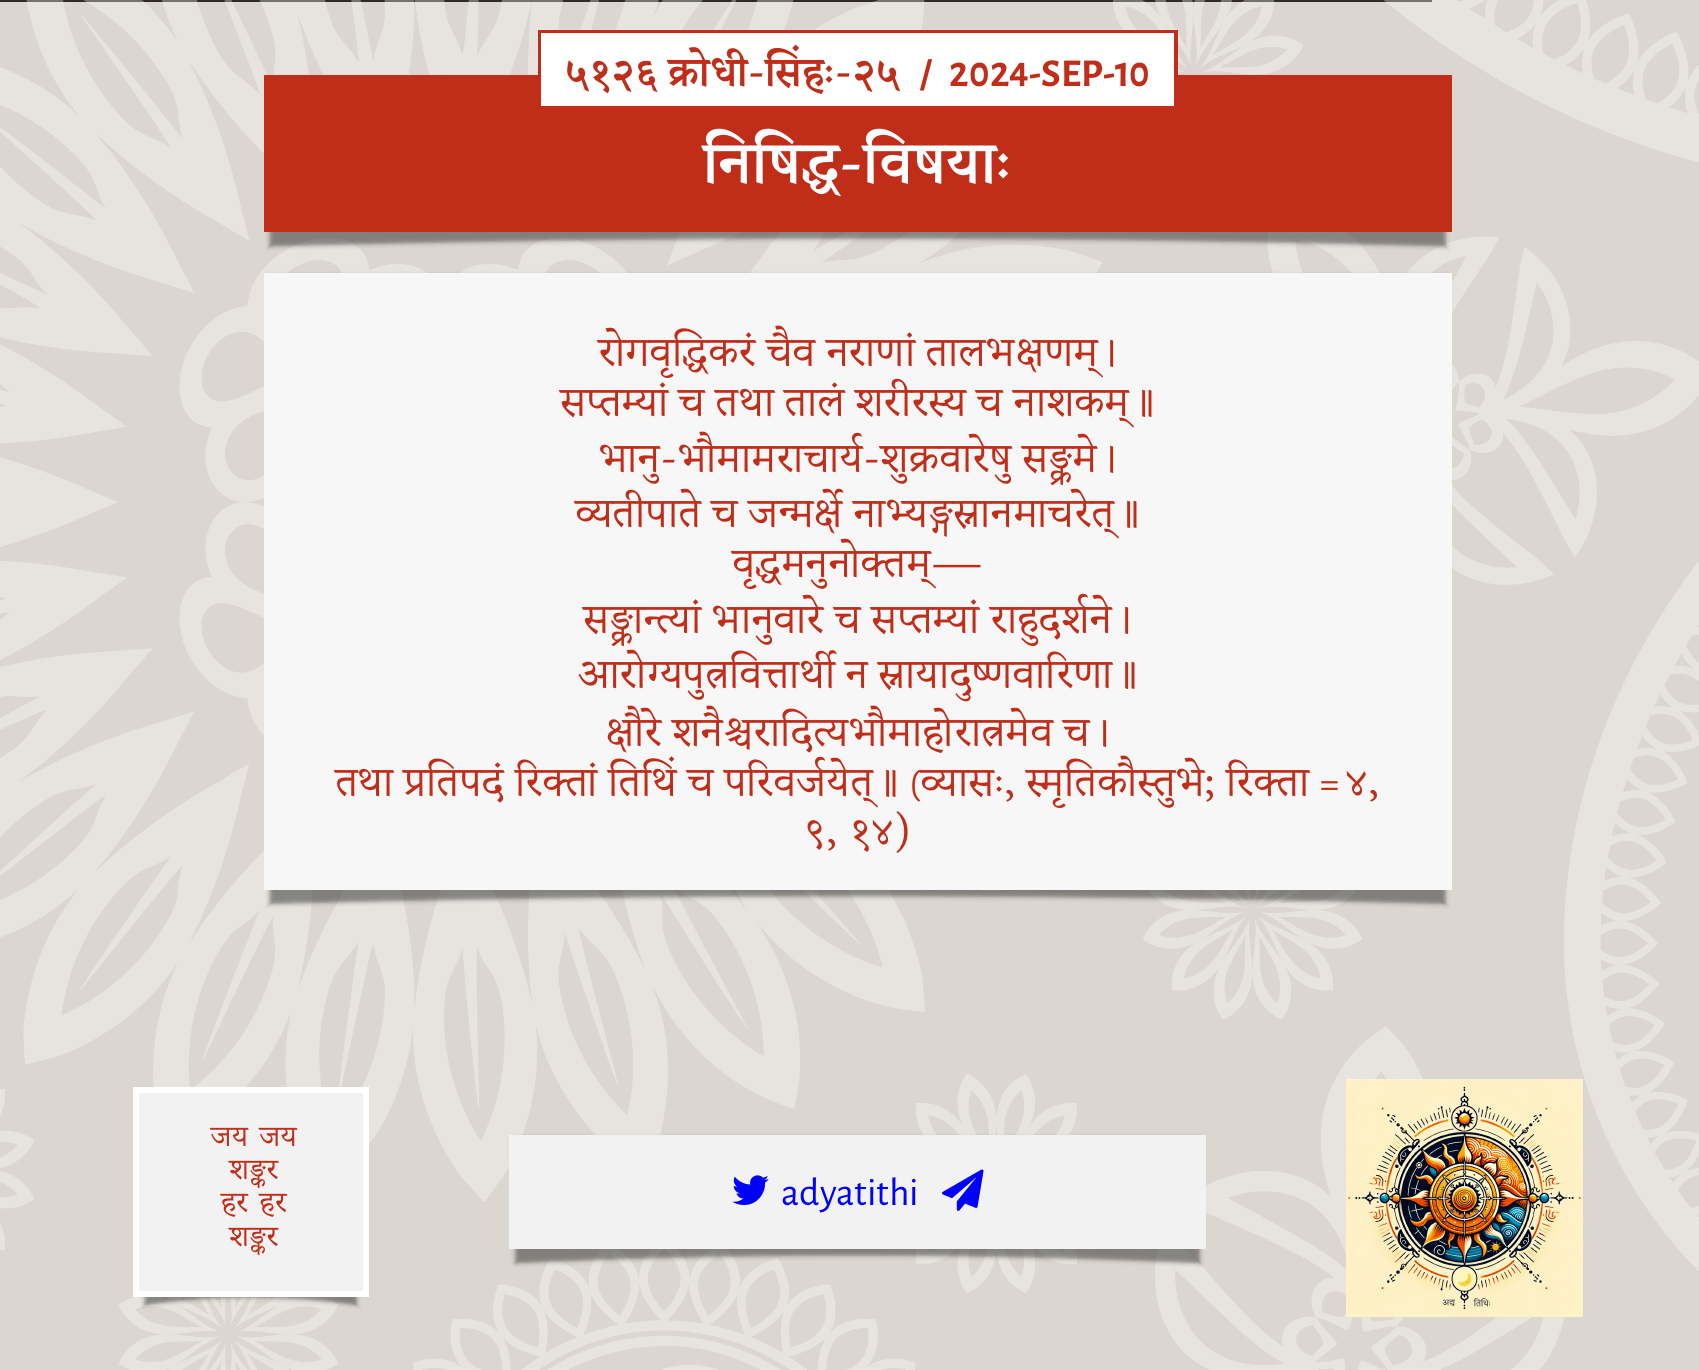 ५१२६ क्रोधी-सिंहः-२५ / 2024-SEP-10
निषिद्ध-विषयाः
रोगवृद्धिकरं चैव नराणां तालभक्षणम्।
सप्तम्यां च तथा तालं शरीरस्य च नाशकम्॥
भानु-भौमामराचार्य-शुक्रवारेषु सङ्क्रमे।
व्यतीपाते च जन्मर्क्षे नाभ्यङ्गस्नानमाचरेत्॥
वृद्धमनुनोक्तम्—
सङ्क्रान्त्यां भानुवारे च सप्तम्यां राहुदर्शने।
आरोग्यपुत्रवित्तार्थी न स्नायादुष्णवारिणा॥
क्षौरे शनैश्चरादित्यभौमाहोरात्रमेव च।
तथा प्रतिपदं रिक्तां तिथिं च परिवर्जयेत्॥ (व्यासः, स्मृतिकौस्तुभे; रिक्ता = ४,
९, १४)
जय जय
शङ्कर
हर हर
शङ्कर
adyatithi
अद्य तिथिः